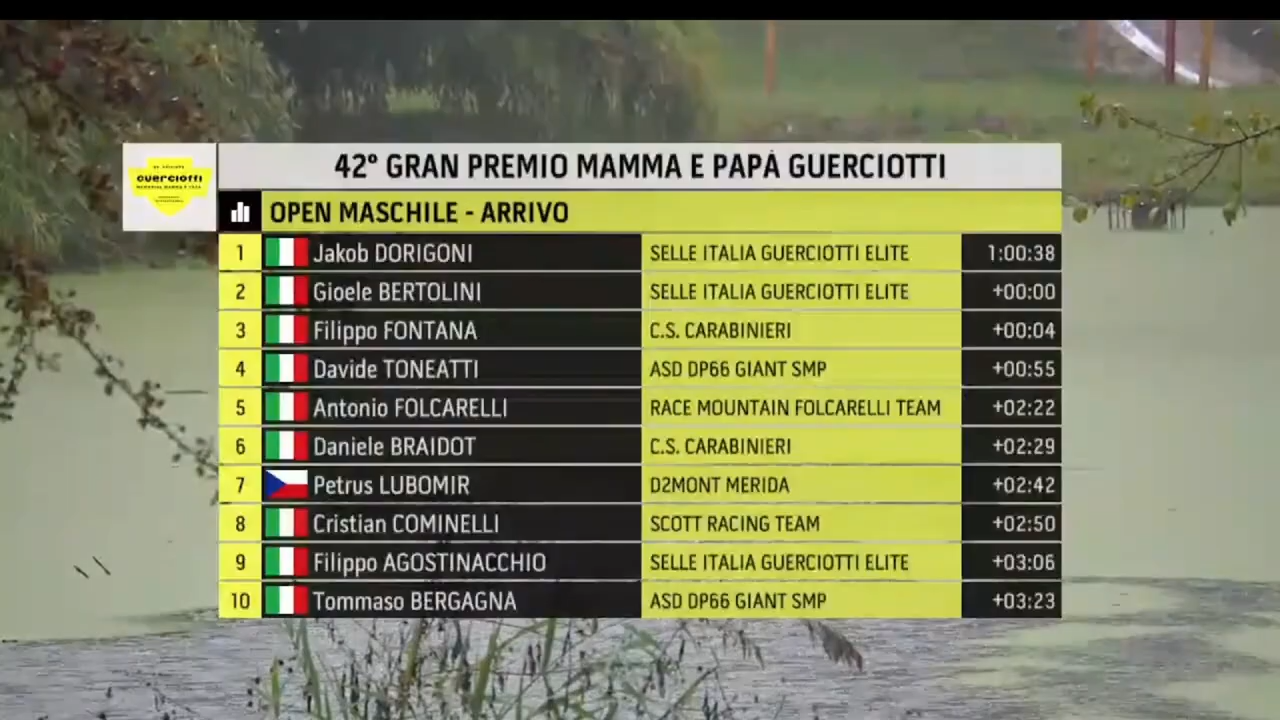 42° GRAN PREMIO MAMMA E PAPÀ GUERCIOTTI
GUERCIOTTI
OPEN MASCHILE - ARRIVO
1 Jakob DORIGONI SELLE ITALIA GUERCIOTTI ELITE 1:00:38
2 Gioele BERTOLINI SELLE ITALIA GUERCIOTTI ELITE +00:00
3 Filippo FONTANA C.S. CARABINIERI +00:04
4 Davide TONEATTI ASD DP66 GIANT SMP +00:55
5 Antonio FOLCARELLI RACE MOUNTAIN FOLCARELLI TEAM +02:22
6 Daniele BRAIDOT C.S. CARABINIERI +02:29
7 Petrus LUBOMIR D2MONT MERIDA +02:42
8 Cristian COMINELLI SCOTT RACING TEAM +02:50
9 Filippo AGOSTINACCHIO SELLE ITALIA GUERCIOTTI ELITE +03:06
10 Tommaso BERGAGNA ASD DP66 GIANT SMP +03:23